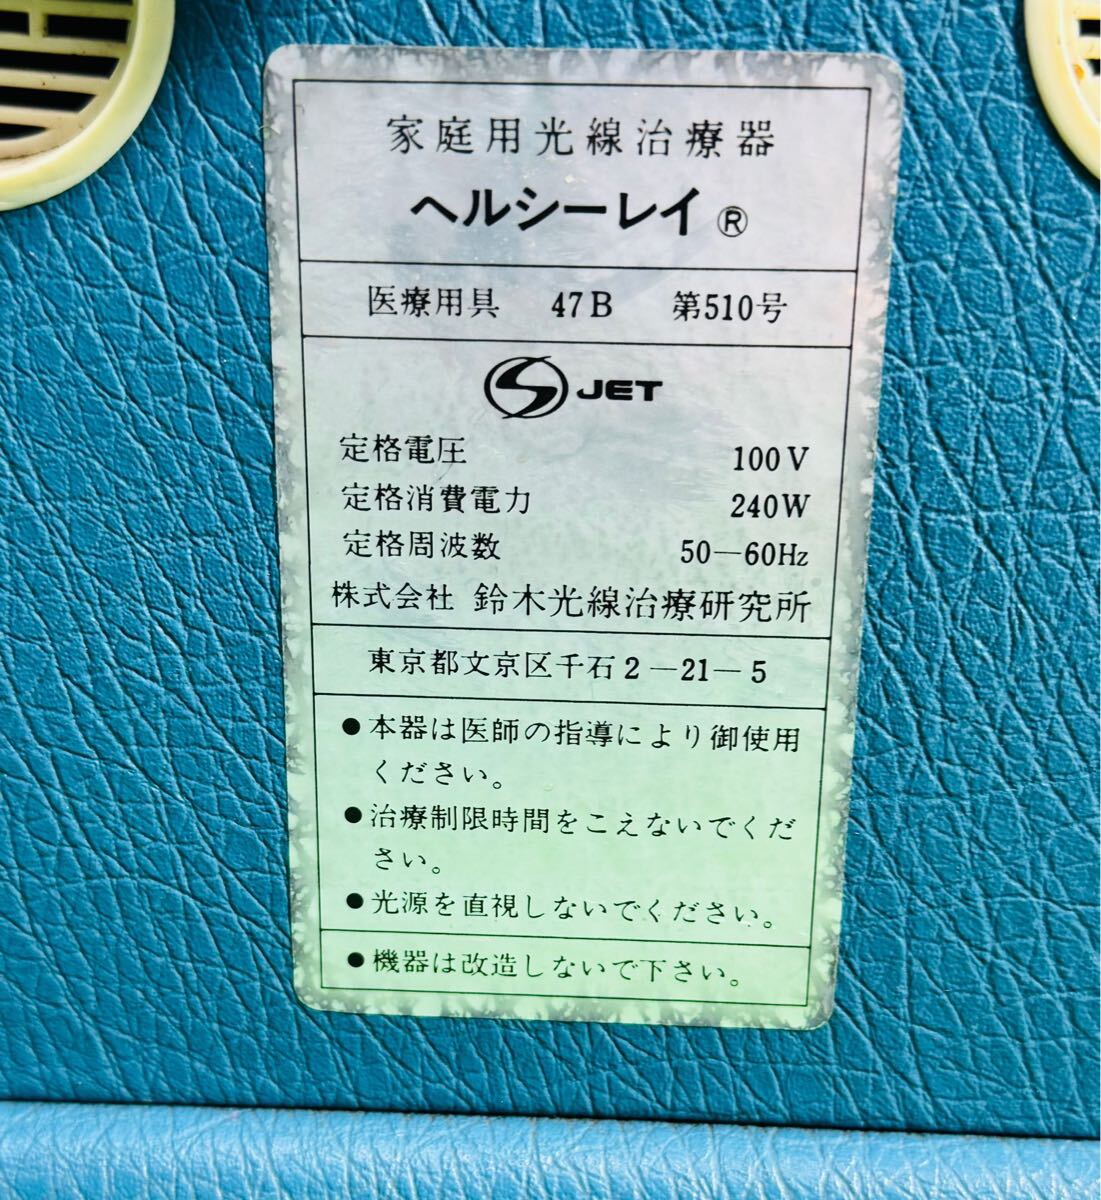 家庭用光線治療器
ヘルシーレイ®
医療用具 47B 第510号
JET
定格電圧 100V
定格消費電力 240W
定格周波数 50-60Hz
株式会社 鈴木光線治療研究所
東京都文京区千石2-21-5
●本器は医師の指導により御使用
ください。
●治療制限時間をこえないでくだ
さい。
●光源を直視しないでください。
●機器は改造しないで下さい。